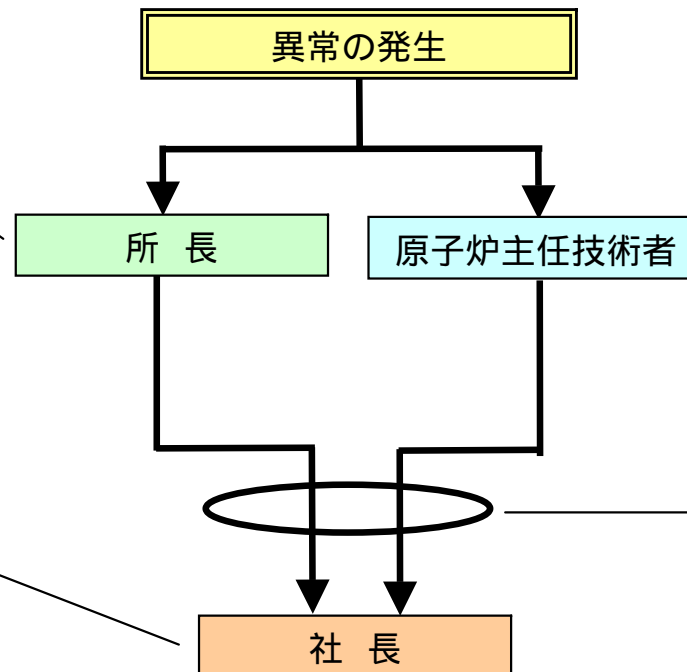 異常の発生
所 長
原子炉主任技術者
社 長